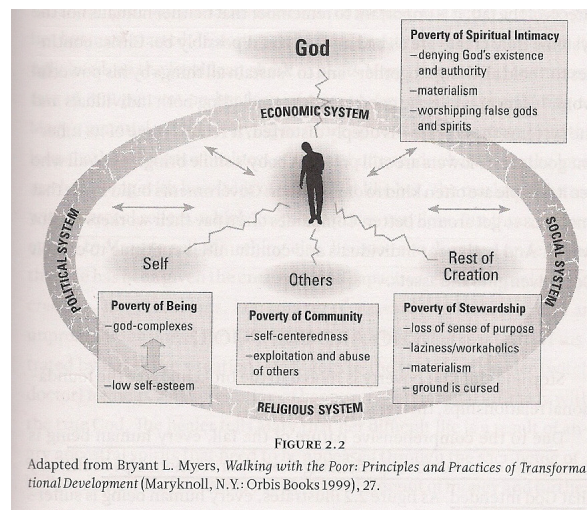 God
Poverty of Spiritual Intimacy
–denying God's existence
and authority
–materialism
–worshipping false gods
and spirits
ECONOMIC SYSTEM
POLITICAL SYSTEM
SOCIAL SYSTEM
Self
Others
Rest of
Creation
Poverty of Being
–god-complexes
–low self-esteem
Poverty of Community
–self-centeredness
–exploitation and abuse
of others
Poverty of Stewardship
–loss of sense of purpose
–laziness/workaholics
–materialism
–ground is cursed
RELIGIOUS SYSTEM
FIGURE 2.2
Adapted from Bryant L. Myers, Walking with the Poor: Principles and Practices of Transforma-
tional Development (Maryknoll, N.Y.: Orbis Books 1999), 27.